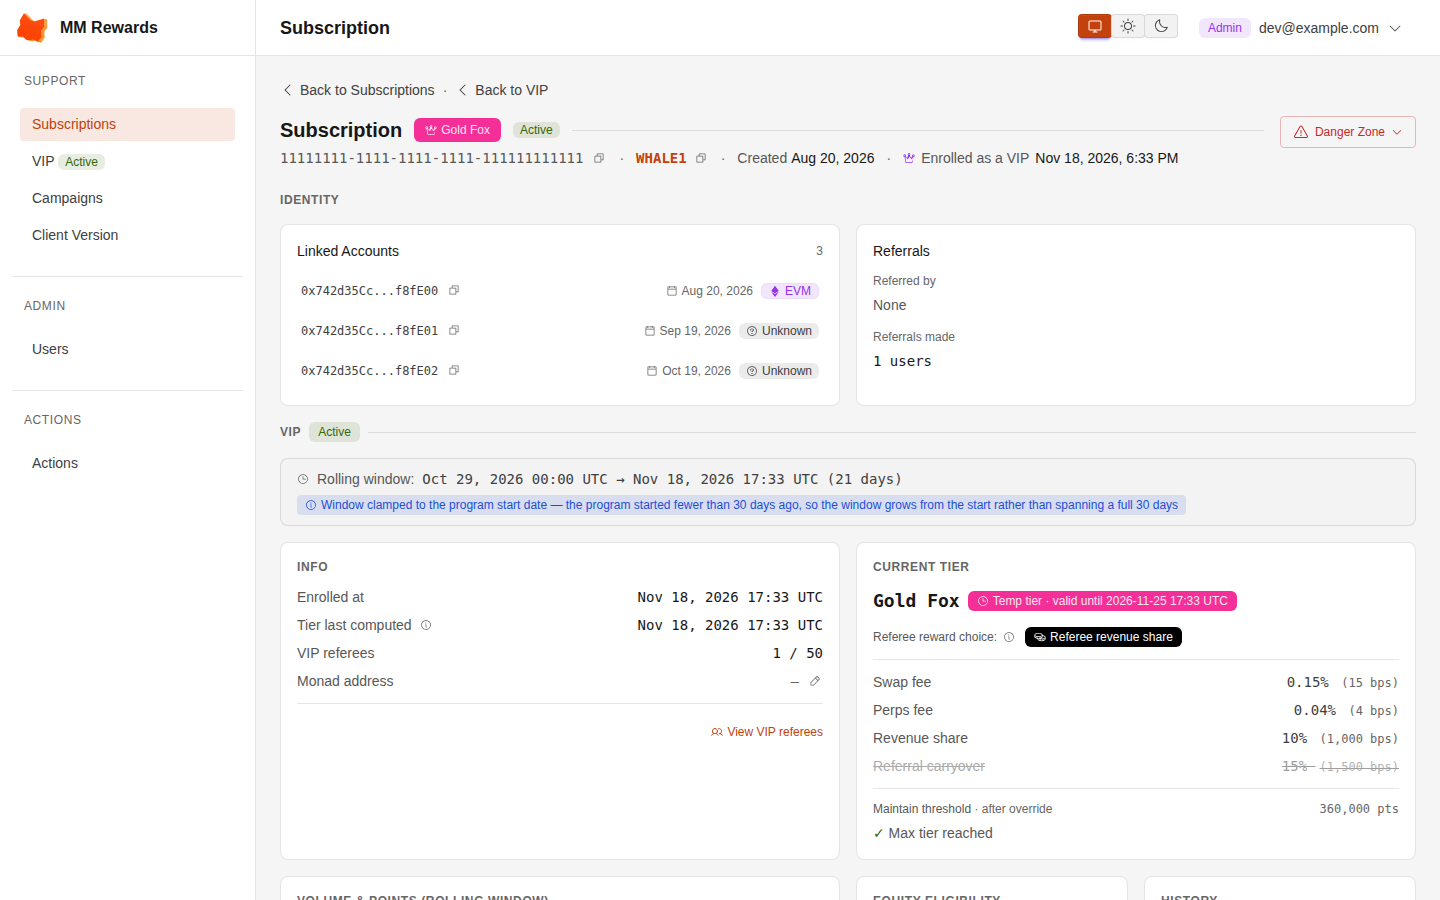 MM Rewards
Subscription
Admin dev@example.com
SUPPORT
Subscriptions
VIP Active
Campaigns
Client Version
ADMIN
Users
ACTIONS
Actions
Back to Subscriptions · Back to VIP
Subscription Gold Fox Active
Danger Zone
11111111-1111-1111-1111-111111111111 · WHALE1 · Created Aug 20, 2026 · Enrolled as a VIP Nov 18, 2026, 6:33 PM
IDENTITY
Linked Accounts 3
0x742d35Cc...f8fE00 Aug 20, 2026 EVM
0x742d35Cc...f8fE01 Sep 19, 2026 Unknown
0x742d35Cc...f8fE02 Oct 19, 2026 Unknown
Referrals
Referred by
None
Referrals made
1 users
VIP Active
Rolling window: Oct 29, 2026 00:00 UTC → Nov 18, 2026 17:33 UTC (21 days)
Window clamped to the program start date — the program started fewer than 30 days ago, so the window grows from the start rather than spanning a full 30 days
INFO
Enrolled at Nov 18, 2026 17:33 UTC
Tier last computed Nov 18, 2026 17:33 UTC
VIP referees 1 / 50
Monad address —
View VIP referees
CURRENT TIER
Gold Fox Temp tier · valid until 2026-11-25 17:33 UTC
Referee reward choice: Referee revenue share
Swap fee 0.15% (15 bps)
Perps fee 0.04% (4 bps)
Revenue share 10% (1,000 bps)
Referral carryover 15% (1,500 bps)
Maintain threshold · after override 360,000 pts
✓ Max tier reached
VOLUME & POINTS (ROLLING WINDOW)
EQUITY ELIGIBILITY
HISTORY